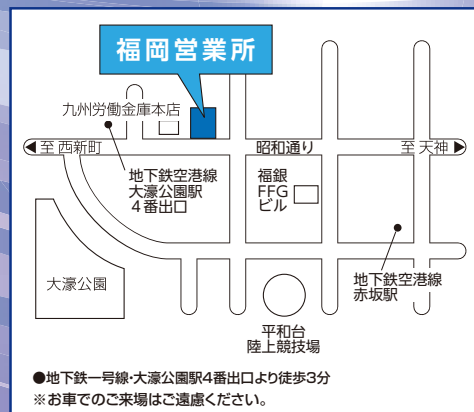 福岡営業所
九州労働金庫本店
◀至 西新町
昭和通り
至 天神▶
地下鉄空港線
大濠公園駅
4番出口
福銀
FFG
ビル
大濠公園
地下鉄空港線
赤坂駅
平和台
陸上競技場
●地下鉄一号線・大濠公園駅4番出口より徒歩3分
※お車でのご来場はご遠慮ください。